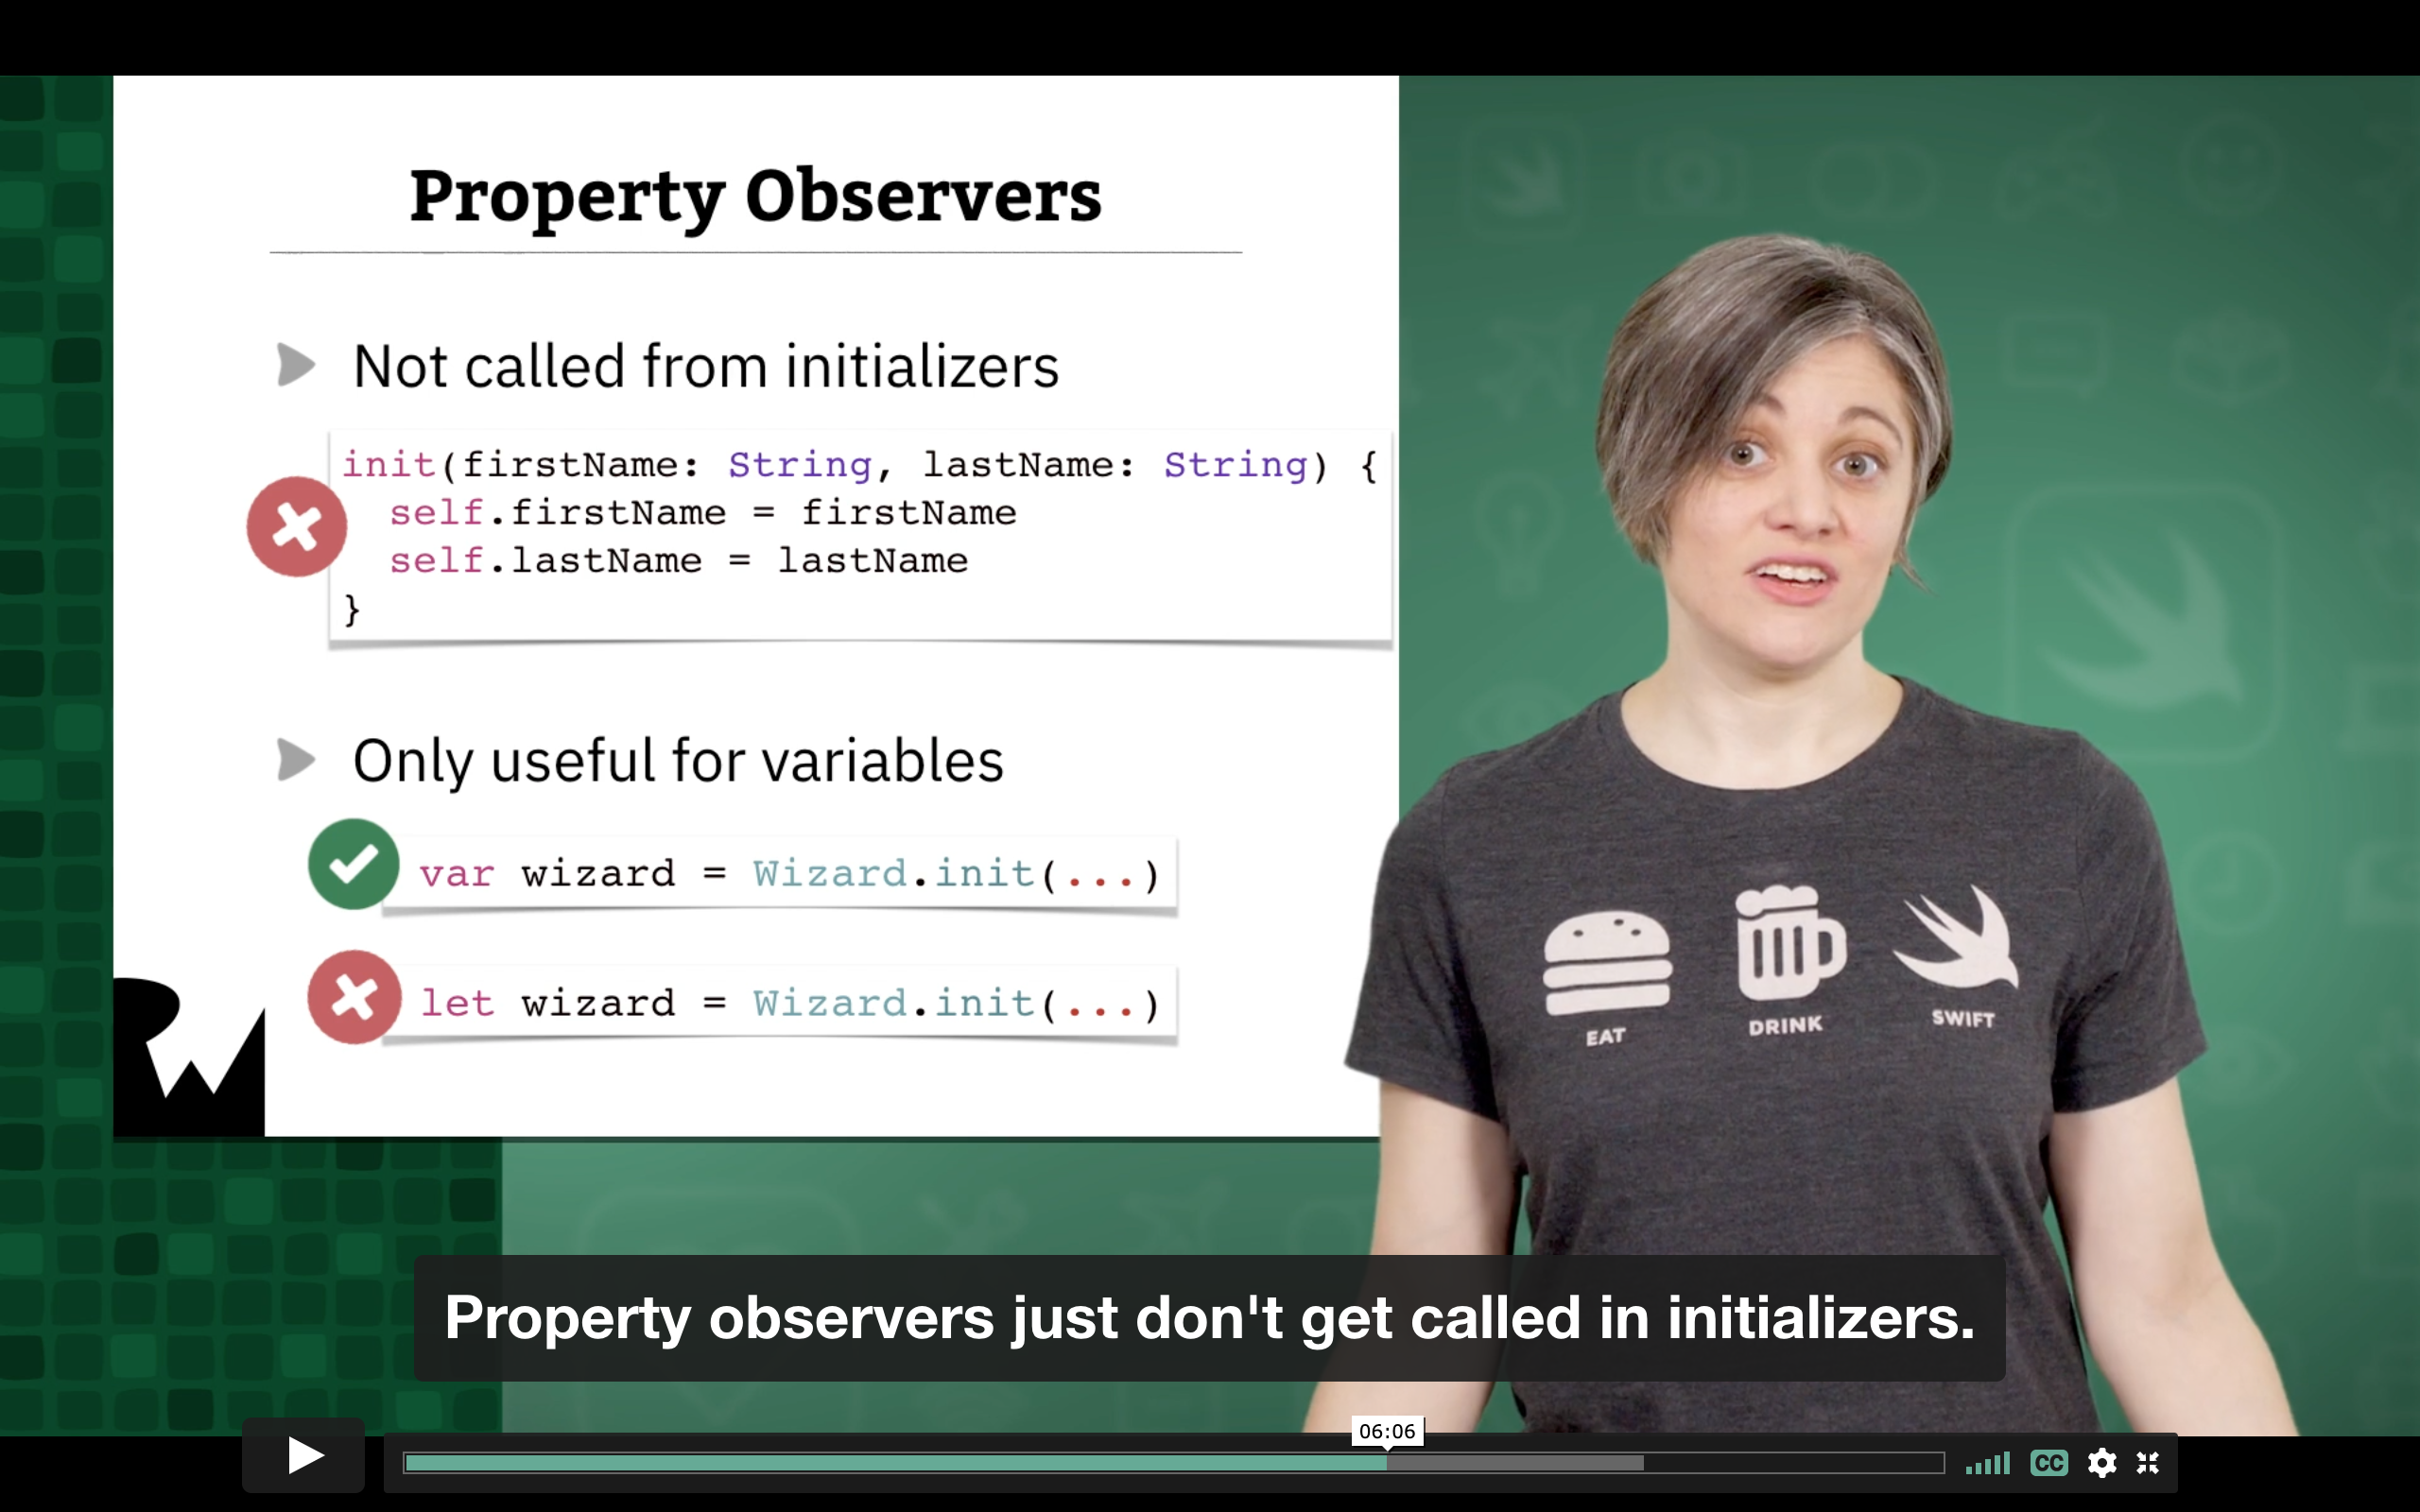 Property Observers
Not called from initializers
init(firstName: String, lastName: String) {
self.firstName = firstName
self.lastName = lastName
}
Only useful for variables
var wizard = Wizard.init(...)
let wizard = Wizard.init(...)
EAT DRINK SWIFT
Property observers just don't get called in initializers.
06:06
CC